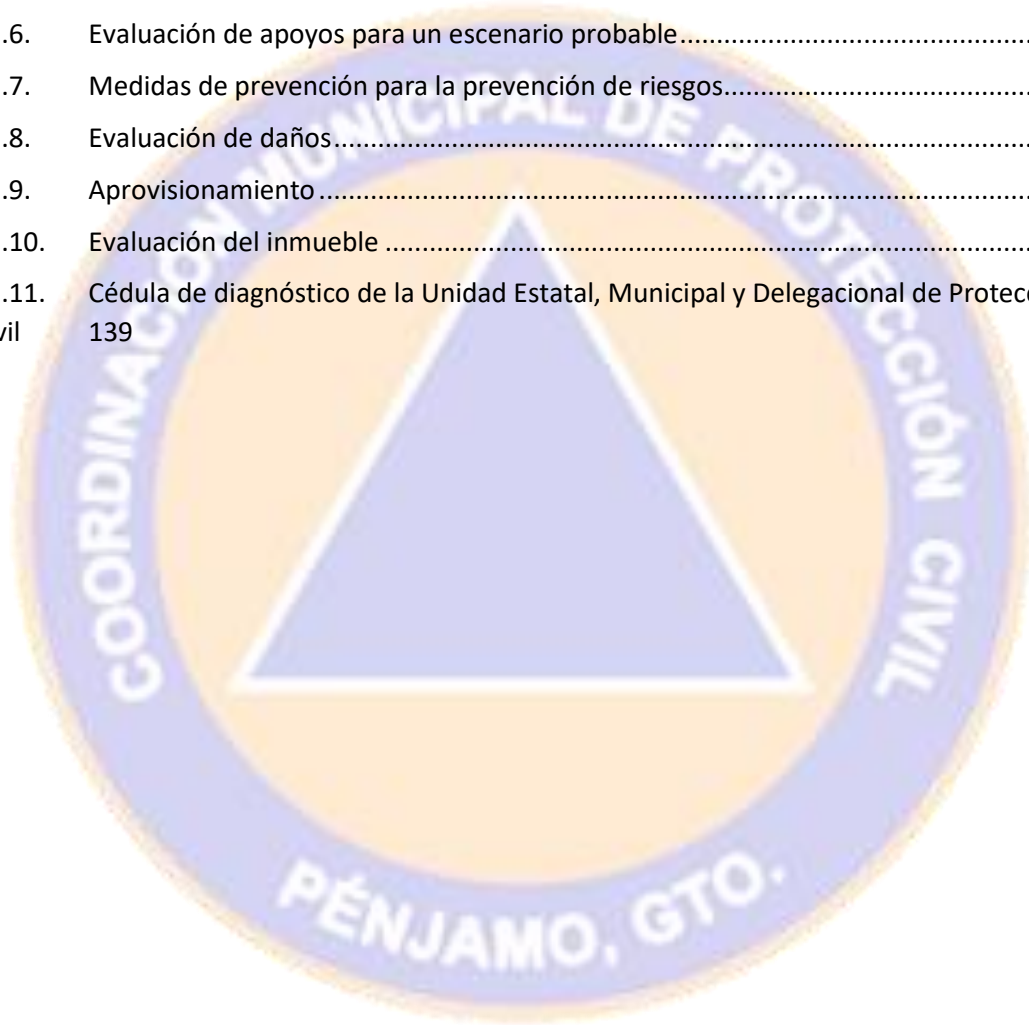 .6. Evaluación de apoyos para un escenario probable
.7. Medidas de prevención para la prevención de riesgos
.8. Evaluación de daños
.9. Aprovisionamiento
.10. Evaluación del inmueble
.11. Cédula de diagnóstico de la Unidad Estatal, Municipal y Delegacional de Protec
vil 139
COORDINACIÓN MUNICIPAL DE PROTECCIÓN CIVIL
PÉNJAMO, GTO.